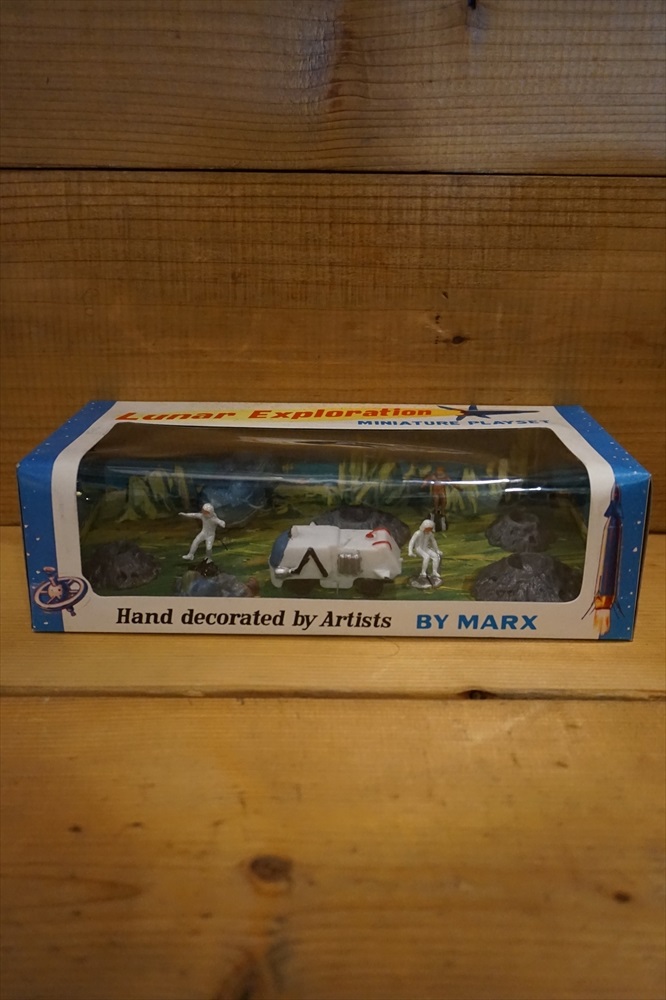 Lunar Exploration
MINIATURE PLAYSET
Hand decorated by Artists BY MARX